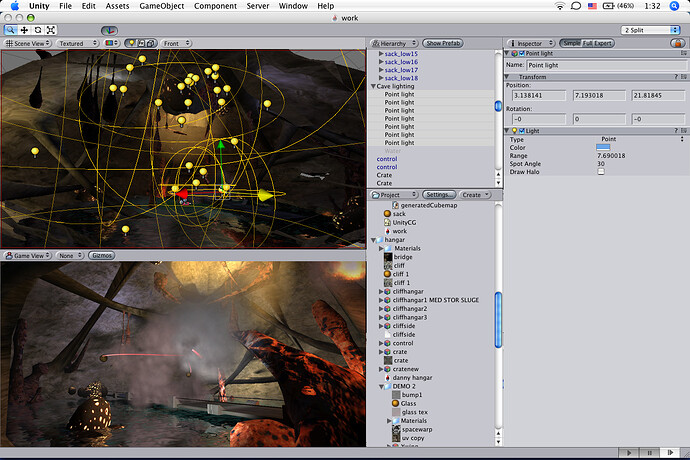 Unity File Edit Assets GameObject Component Server Window Help (46%) 1:32
work
2 Split
Scene View Textured Front
Hierarchy Show Prefab
Inspector Simple Full Expert
sack_low15
sack_low16
sack_low17
sack_low18
Cave lighting
Point light
Point light
Point light
Point light
Point light
Point light
Water
control
control
Crate
Crate
Point light
Name: Point light
Transform
Position:
3.138141 7.193018 21.81845
Rotation:
-0 0 -0
Light
Type Point
Color
Range 7.690018
Spot Angle 30
Draw Halo
Project Settings... Create
generatedCubemap
sack
UnityCG
work
hangar
Materials
bridge
cliff
cliff 1
cliff 1
cliffhangar
cliffhangar1 MED STOR SLUGE
cliffhangar2
cliffhangar3
cliffside
cliffside
control
crate
crate
cratenew
danny hangar
DEMO 2
bump1
Glass
glass tex
Materials
spacewarp
uv copy
Game View None Gizmos